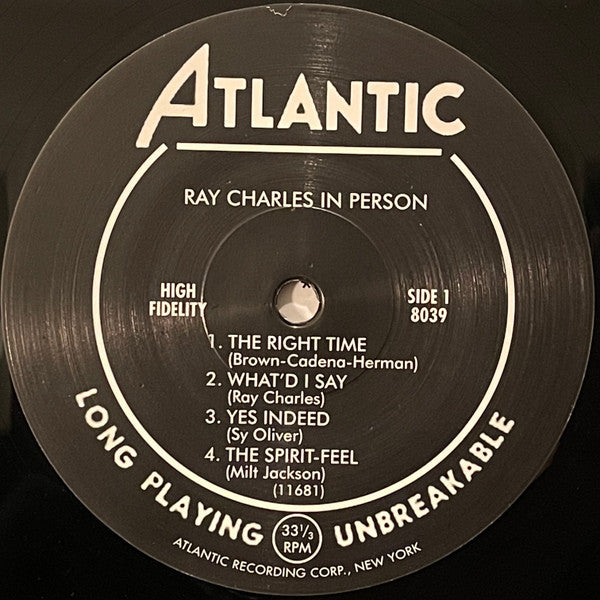 ATLANTIC
RAY CHARLES IN PERSON
HIGH
FIDELITY
SIDE 1
8039
1. THE RIGHT TIME
(Brown-Cadena-Herman)
2. WHAT'D I SAY
(Ray Charles)
3. YES INDEED
(Sy Oliver)
4. THE SPIRIT-FEEL
(Milt Jackson)
(11681)
LONG PLAYING
33⅓
RPM
UNBREAKABLE
ATLANTIC RECORDING CORP., NEW YORK